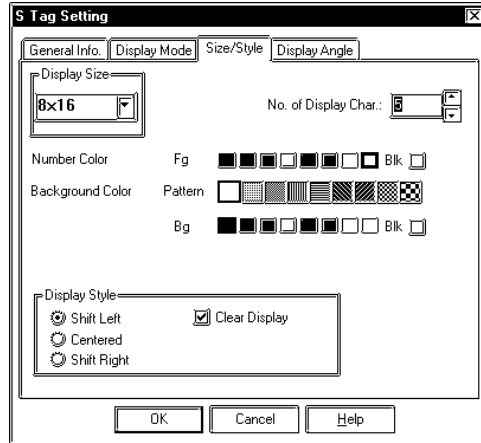 S Tag Setting
General Info. Display Mode Size/Style Display Angle
Display Size
8×16 No. of Display Char.: 5
Number Color Fg Blk
Background Color Pattern
Bg Blk
Display Style
Shift Left Clear Display
Centered
Shift Right
OK Cancel Help